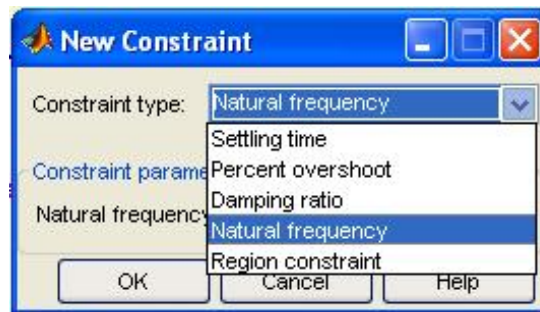 New Constraint
Constraint type: Natural frequency
Settling time
Constraint parame Percent overshoot
Damping ratio
Natural frequency Natural frequency
Region constraint
OK Cancel Help